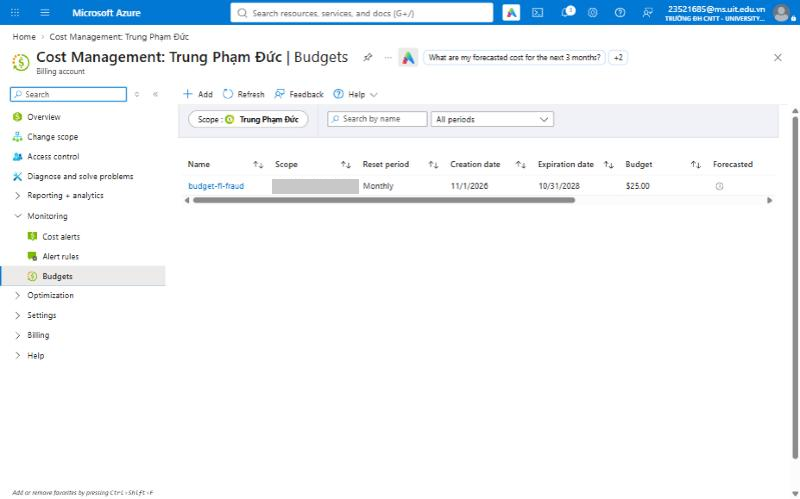 Microsoft Azure
Search resources, services, and docs (G+/)
1
23521685@ms.uit.edu.vn
TRƯỜNG ĐH CNTT - UNIVERSITY...
Home > Cost Management: Trung Phạm Đức
Cost Management: Trung Phạm Đức | Budgets
Billing account
What are my forecasted cost for the next 3 months?
+2
Search
Add Refresh Feedback Help
Overview
Change scope
Access control
Diagnose and solve problems
Reporting + analytics
Monitoring
Cost alerts
Alert rules
Budgets
Optimization
Settings
Billing
Help
Scope : Trung Phạm Đức
Search by name
All periods
Name Scope Reset period Creation date Expiration date Budget Forecasted
budget-fl-fraud Monthly 11/1/2026 10/31/2028 $25.00
Add or remove favorites by pressing Ctrl+Shift+F